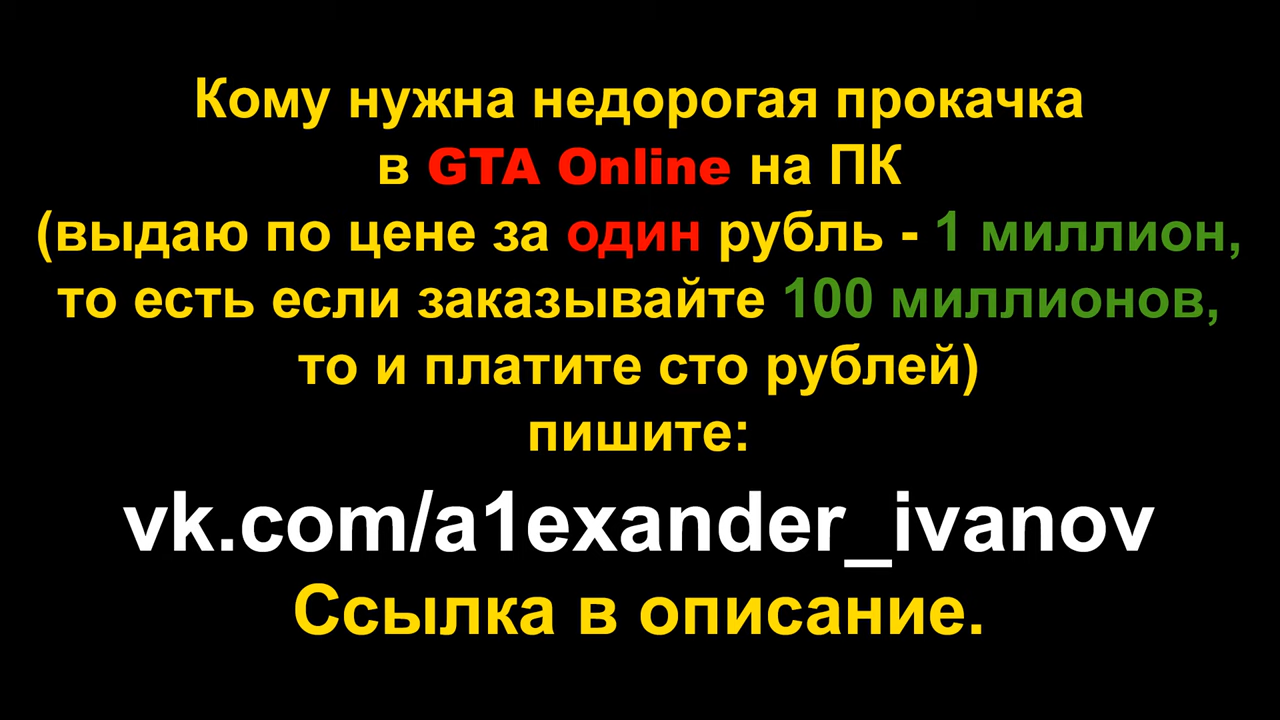 Кому нужна недорогая прокачка
в GTA Online на ПК
(выдаю по цене за один рубль - 1 миллион,
то есть если заказывайте 100 миллионов,
то и платите сто рублей)
пишите:
vk.com/a1exander_ivanov
Ссылка в описание.